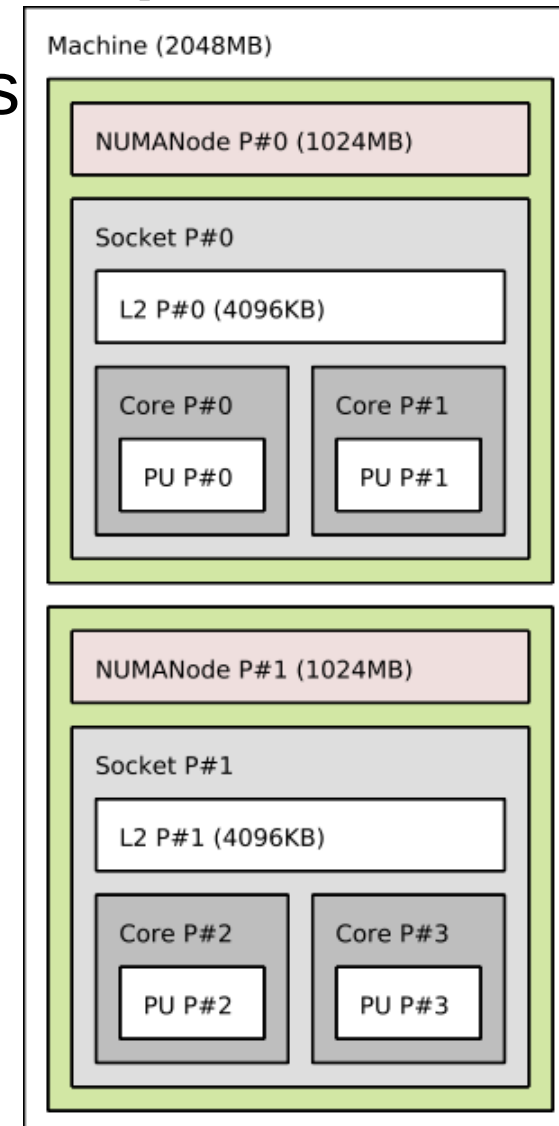 Machine (2048MB)
s
NUMANode P#0 (1024MB)
Socket P#0
L2 P#0 (4096KB)
Core P#0 Core P#1
PU P#0 PU P#1
NUMANode P#1 (1024MB)
Socket P#1
L2 P#1 (4096KB)
Core P#2 Core P#3
PU P#2 PU P#3